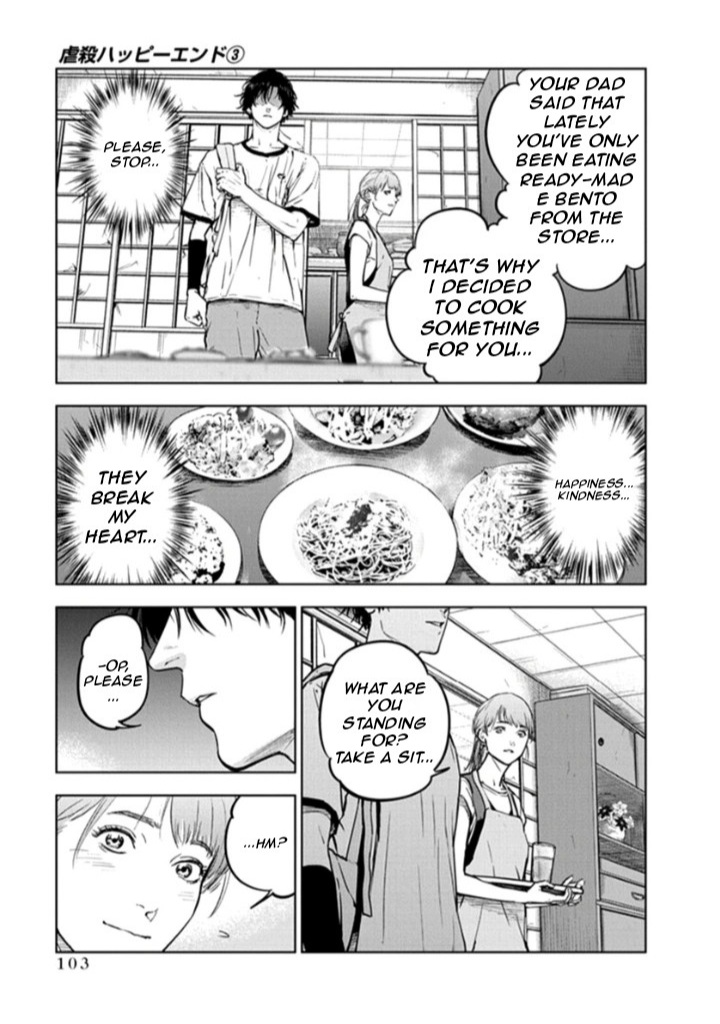 虐殺ハッピーエンド③
YOUR DAD
SAID THAT
LATELY
YOU'VE ONLY
BEEN EATING
READY-MAD
E BENTO
FROM THE
STORE...
THAT'S WHY
I DECIDED
TO COOK
SOMETHING
FOR YOU...
PLEASE,
STOP...
HAPPINESS...
KINDNESS...
THEY
BREAK
MY
HEART...
WHAT ARE
YOU
STANDING
FOR?
TAKE A SIT...
-OP,
PLEASE
...
...HM?
103